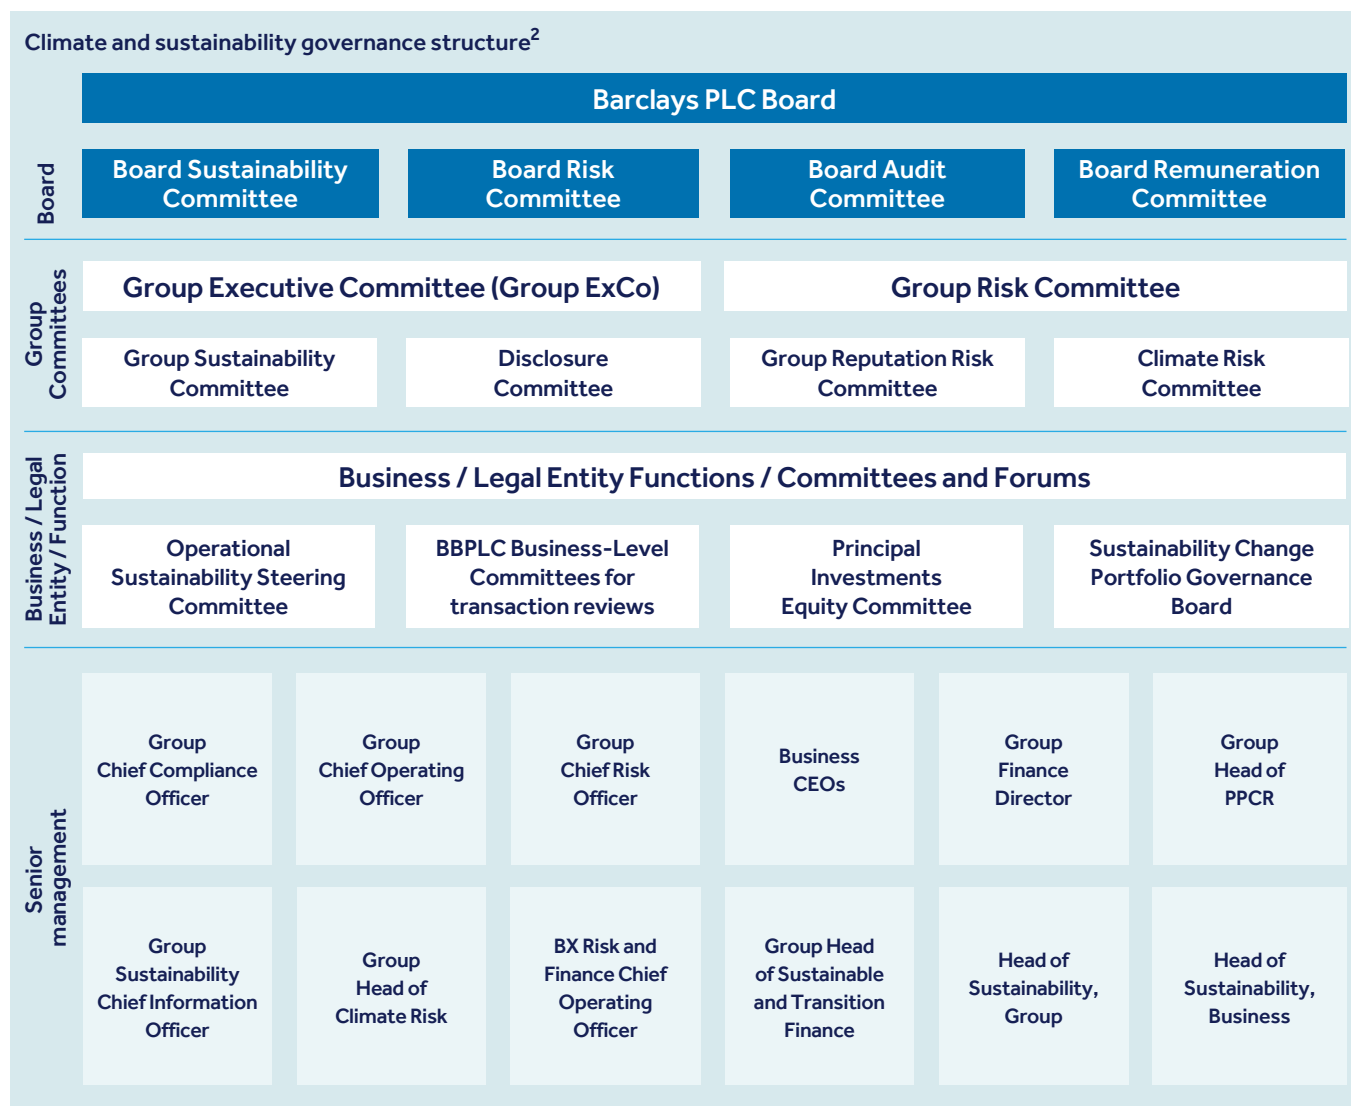 Climate and sustainability governance structure2
Barclays PLC Board
Board
Board Sustainability
Committee
Board Risk
Committee
Board Audit
Committee
Board Remuneration
Committee
Group
Committees
Group Executive Committee (Group ExCo)
Group Risk Committee
Group Sustainability
Committee
Disclosure
Committee
Group Reputation Risk
Committee
Climate Risk
Committee
Business / Legal
Entity / Function
Business / Legal Entity Functions / Committees and Forums
Operational
Sustainability Steering
Committee
BBPLC Business-Level
Committees for
transaction reviews
Principal
Investments
Equity Committee
Sustainability Change
Portfolio Governance
Board
Senior
management
Group
Chief Compliance
Officer
Group
Chief Operating
Officer
Group
Chief Risk
Officer
Business
CEOs
Group
Finance
Director
Group
Head of
PPCR
Group
Sustainability
Chief Information
Officer
Group
Head of
Climate Risk
BX Risk and
Finance Chief
Operating
Officer
Group Head
of Sustainable
and Transition
Finance
Head of
Sustainability,
Group
Head of
Sustainability,
Business